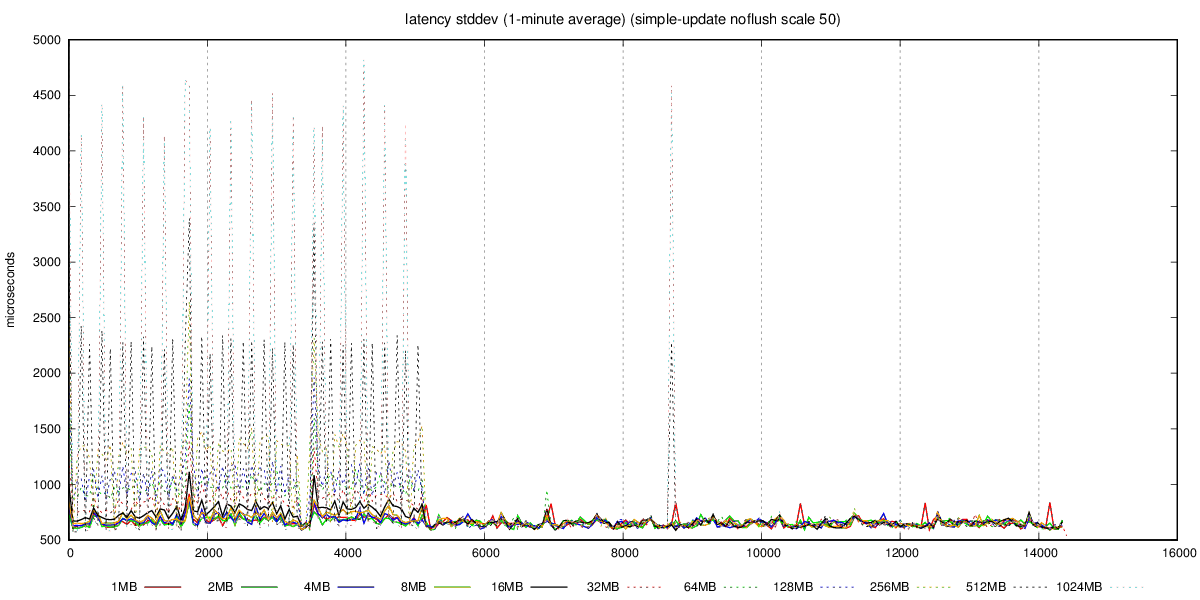 latency stddev (1-minute average) (simple-update noflush scale 50)
5000
4500
4000
3500
3000
2500
2000
1500
1000
500
microseconds
0 2000 4000 6000 8000 10000 12000 14000 16000
1MB 2MB 4MB 8MB 16MB 32MB 64MB 128MB 256MB 512MB 1024MB